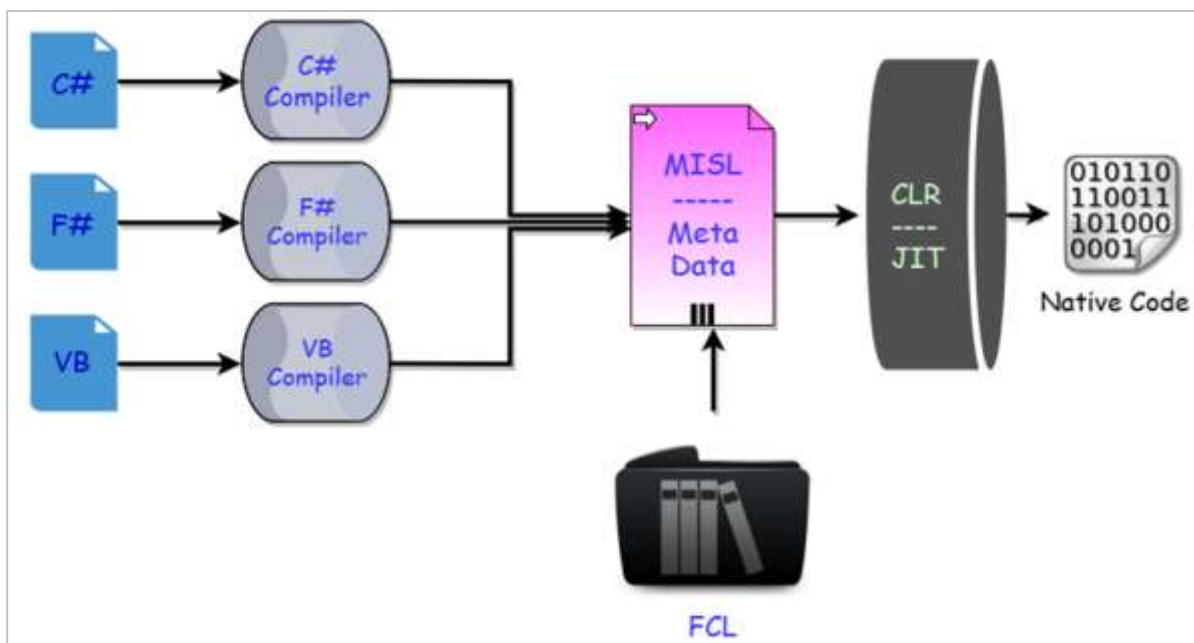 C#
C#
Compiler
F#
F#
Compiler
VB
VB
Compiler
MISL
-----
Meta
Data
FCL
CLR
----
JIT
010110
110011
101000
0001
Native Code